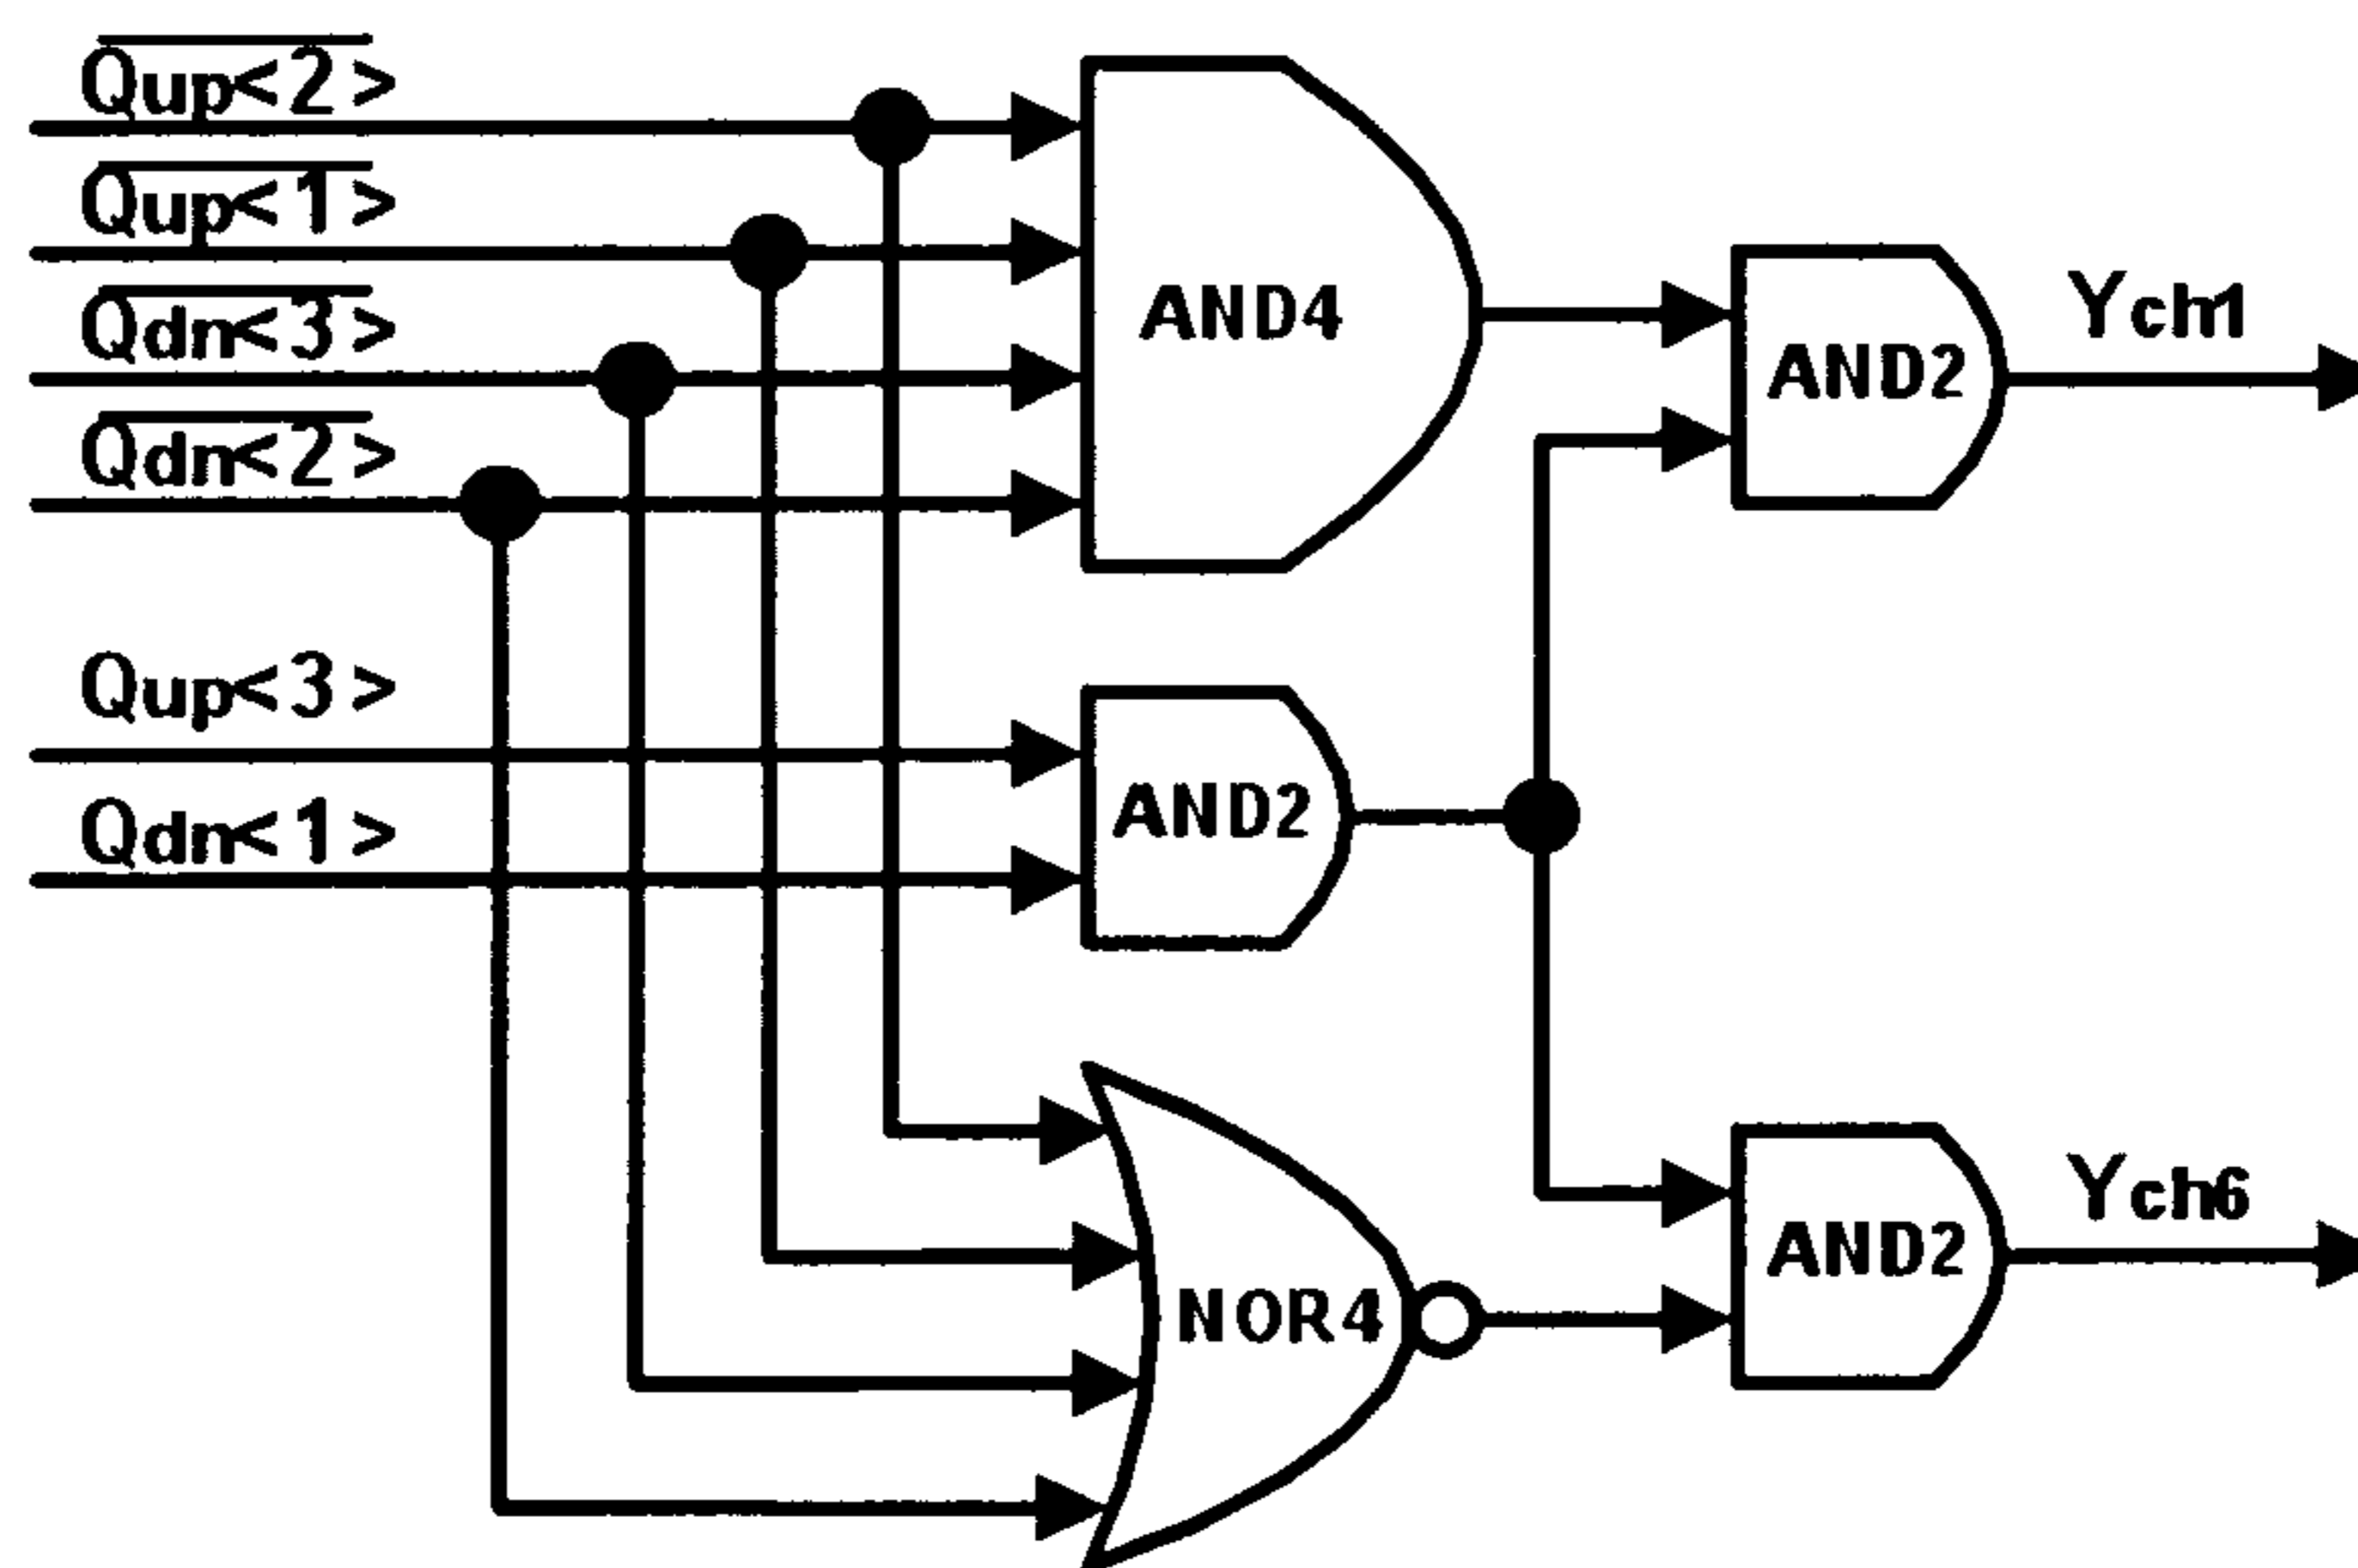 Qup<2>
Qup<1>
Qdn<3>
Qdn<2>
Qup<3>
Qdn<1>
AND4
AND2
NOR4
AND2
Ych1
AND2
Ych6